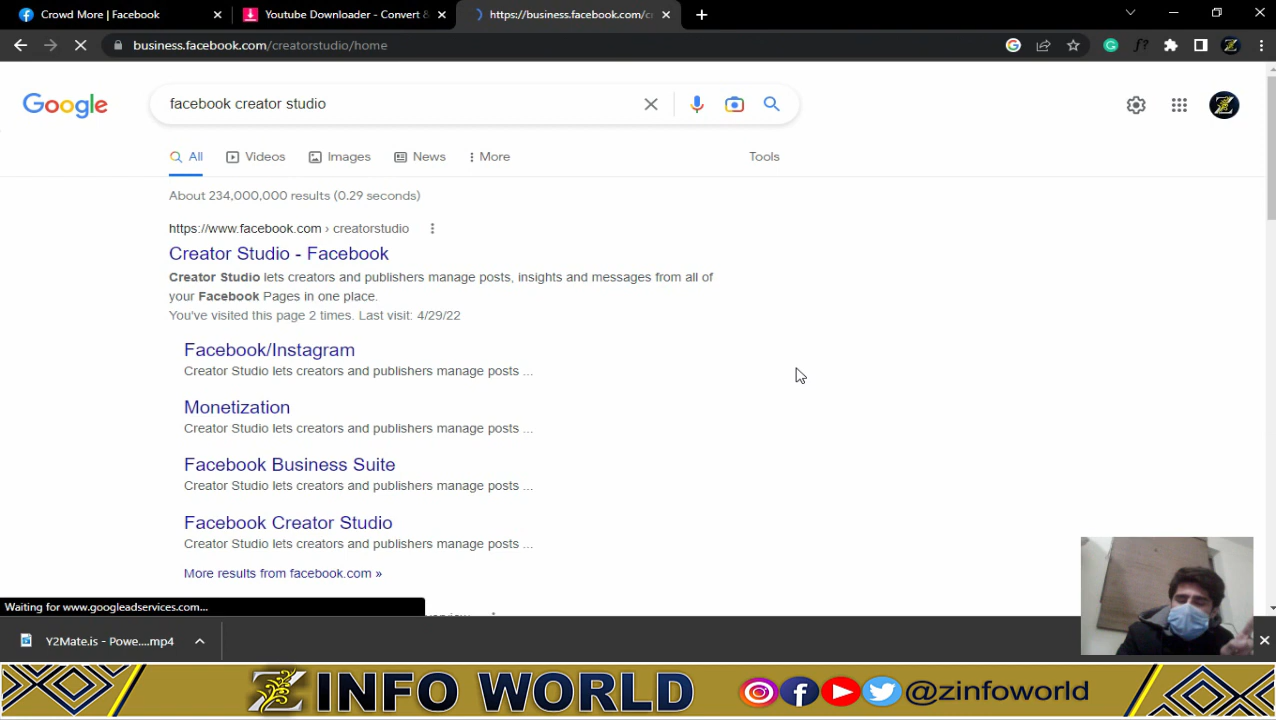 Crowd More | Facebook
Youtube Downloader - Convert &
https://business.facebook.com/c
business.facebook.com/creatorstudio/home
Google
facebook creator studio
All
Videos
Images
News
More
Tools
About 234,000,000 results (0.29 seconds)
https://www.facebook.com › creatorstudio
Creator Studio - Facebook
Creator Studio lets creators and publishers manage posts, insights and messages from all of
your Facebook Pages in one place.
You've visited this page 2 times. Last visit: 4/29/22
Facebook/Instagram
Creator Studio lets creators and publishers manage posts ...
Monetization
Creator Studio lets creators and publishers manage posts ...
Facebook Business Suite
Creator Studio lets creators and publishers manage posts ...
Facebook Creator Studio
Creator Studio lets creators and publishers manage posts ...
More results from facebook.com »
Waiting for www.googleadservices.com...
Y2Mate.is - Powe....mp4
Z INFO WORLD
@zinfoworld